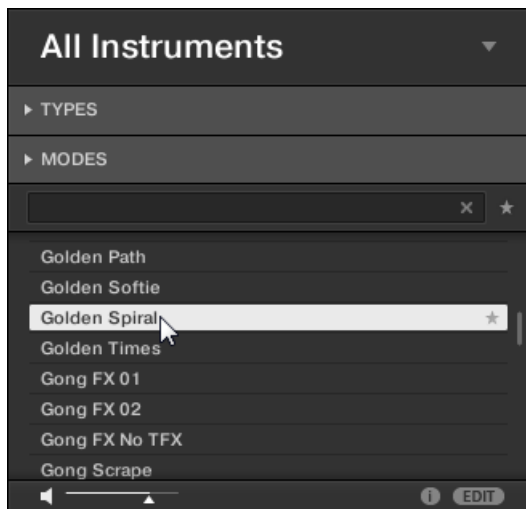 All Instruments
TYPES
MODES
Golden Path
Golden Softie
Golden Spiral
Golden Times
Gong FX 01
Gong FX 02
Gong FX No TFX
Gong Scrape
i EDIT